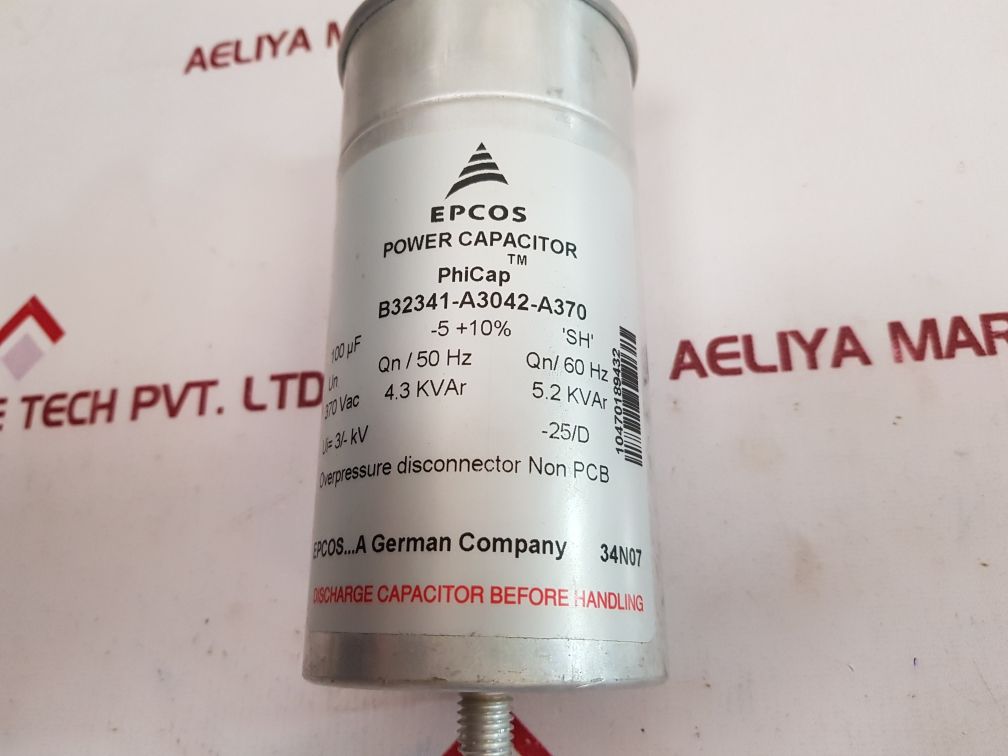 AELIYA M
EPCOS
POWER CAPACITOR
PhiCap™
B32341-A3042-A370
-5 +10% 'SH'
100 µF
Qn / 50 Hz Qn/ 60 Hz
Un
370 Vac 4.3 KVAr 5.2 KVAr
Ui= 3/- kV -25/D
Overpressure disconnector Non PCB
10470189432
EPCOS...A German Company 34N07
DISCHARGE CAPACITOR BEFORE HANDLING
E TECH PVT. LTD
AELIYA MAR